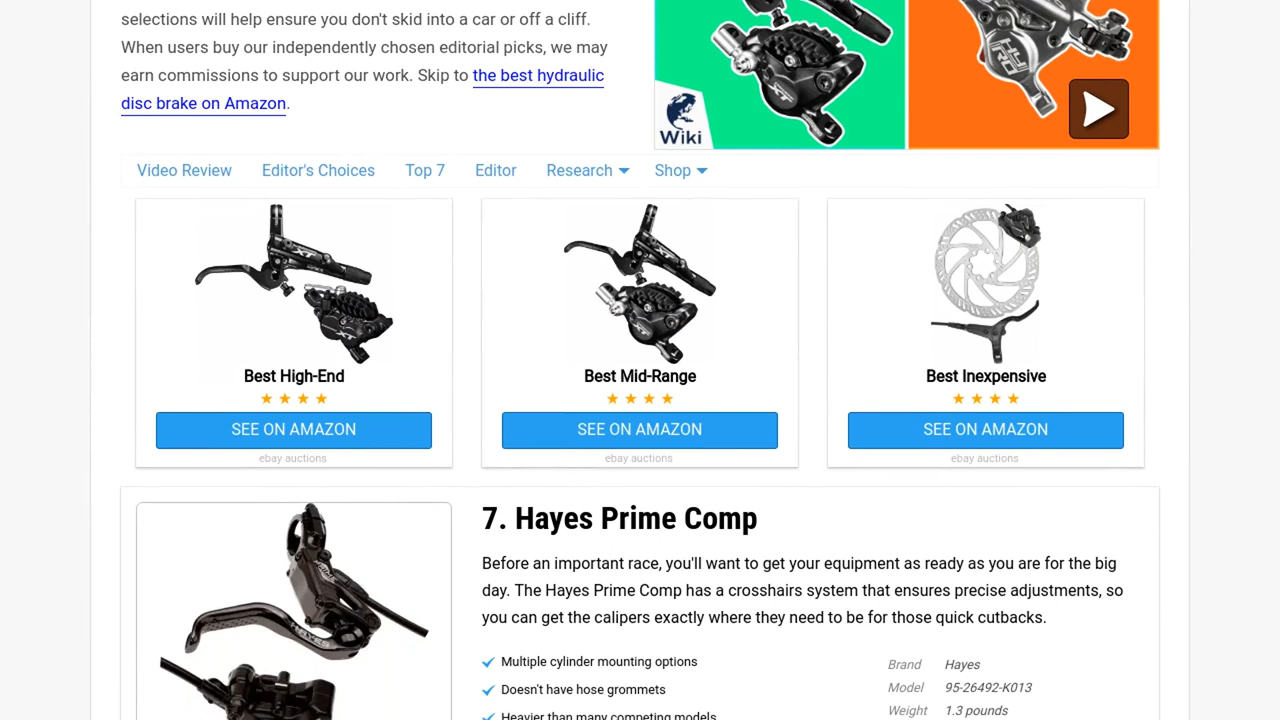 selections will help ensure you don't skid into a car or off a cliff.
When users buy our independently chosen editorial picks, we may
earn commissions to support our work. Skip to the best hydraulic
disc brake on Amazon.
XT
HYRD
Wiki
Video Review Editor's Choices Top 7 Editor Research Shop
XT
XT
Best High-End
SEE ON AMAZON
ebay auctions
XT
XT
Best Mid-Range
SEE ON AMAZON
ebay auctions
Best Inexpensive
SEE ON AMAZON
ebay auctions
HAYES
7. Hayes Prime Comp
Before an important race, you'll want to get your equipment as ready as you are for the big
day. The Hayes Prime Comp has a crosshairs system that ensures precise adjustments, so
you can get the calipers exactly where they need to be for those quick cutbacks.
Multiple cylinder mounting options
Doesn't have hose grommets
Heavier than many competing models
Brand Hayes
Model 95-26492-K013
Weight 1.3 pounds